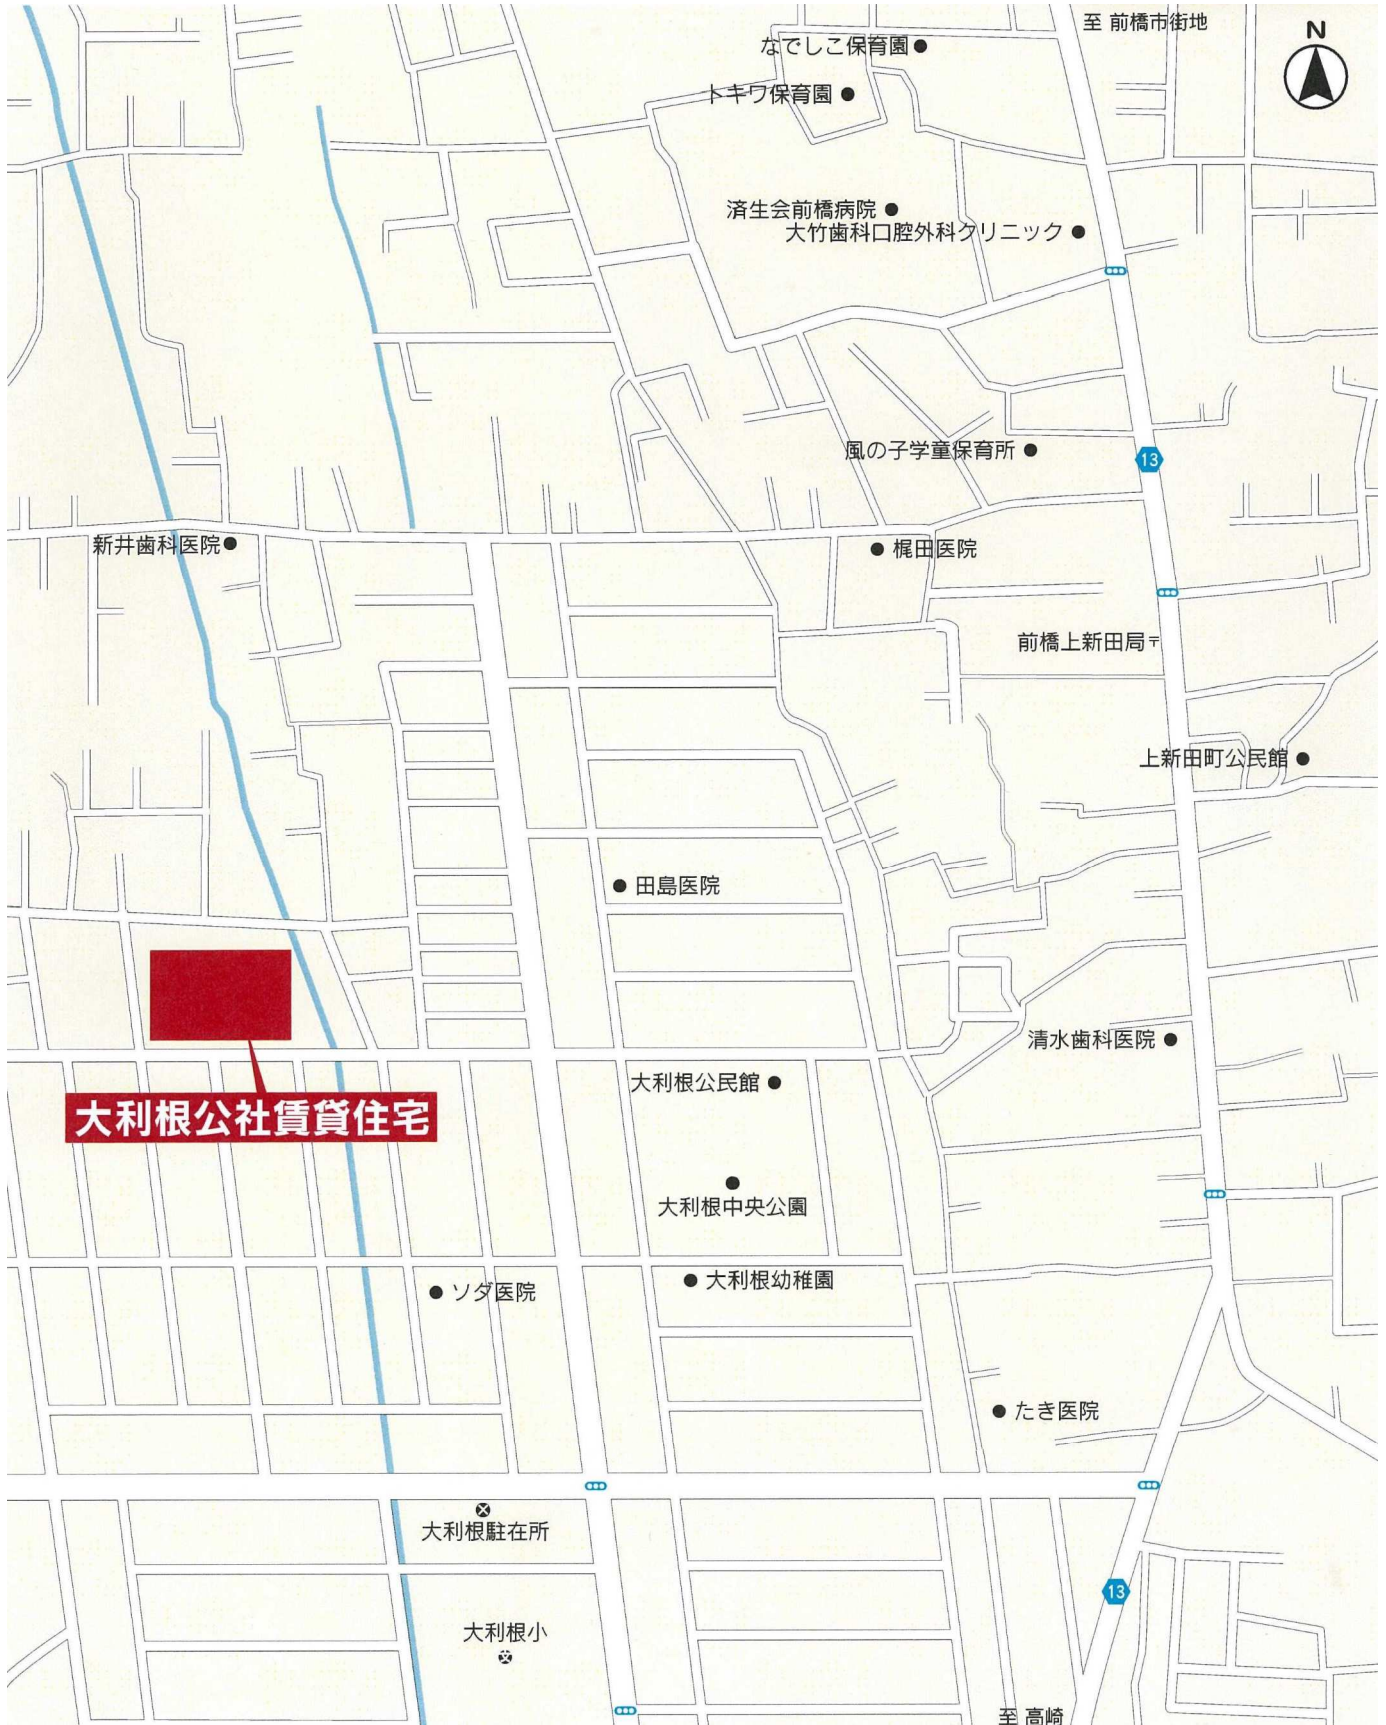 至 前橋市街地
N
なでしこ保育園
トキワ保育園
済生会前橋病院
大竹歯科口腔外科クリニック
風の子学童保育所
13
新井歯科医院
梶田医院
前橋上新田局〒
上新田町公民館
田島医院
清水歯科医院
大利根公民館
大利根公社賃貸住宅
大利根中央公園
大利根幼稚園
ソダ医院
たき医院
大利根駐在所
13
大利根小
文
至 高崎